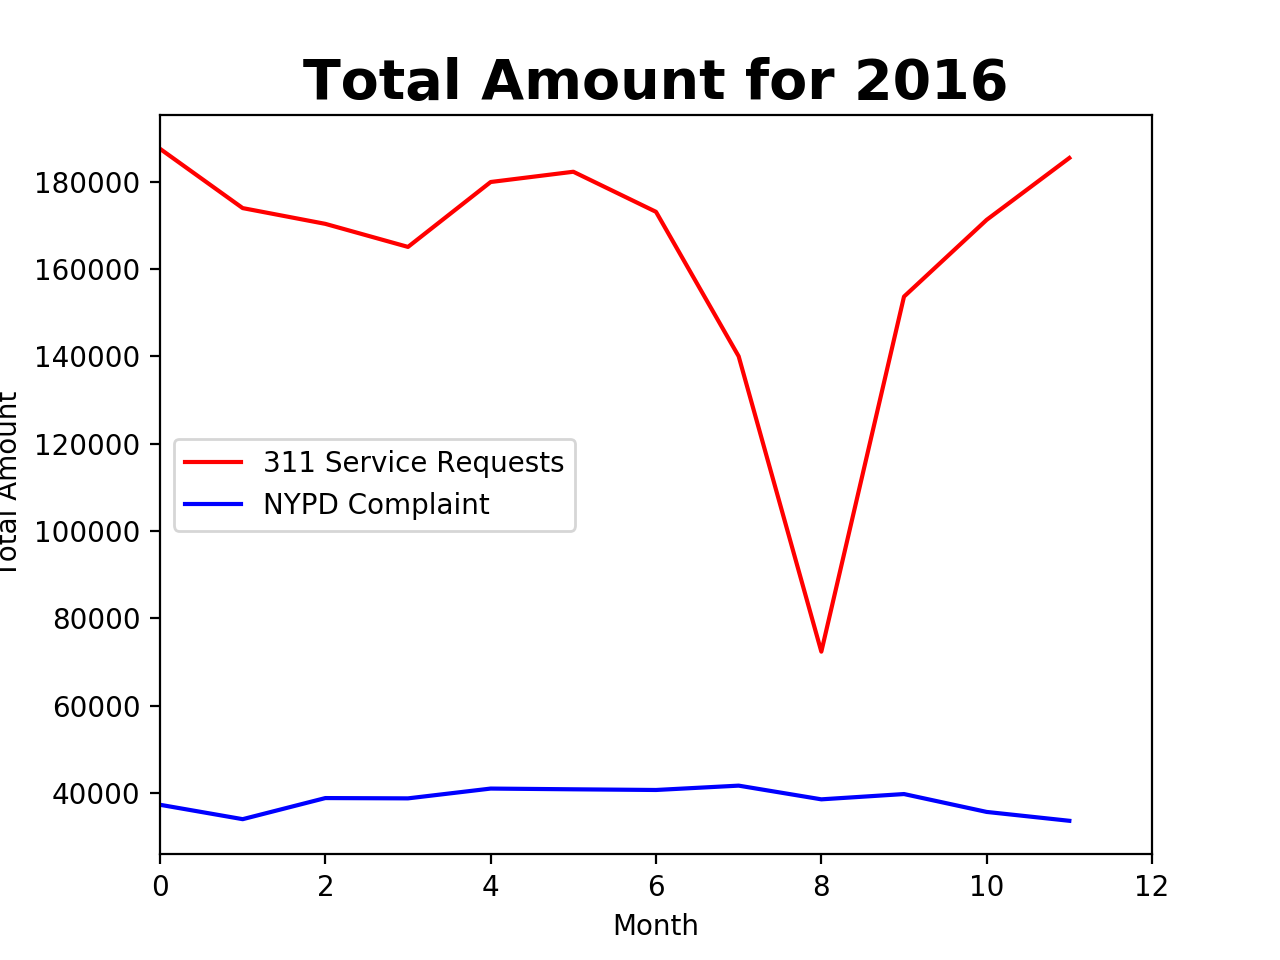 Total Amount for 2016
180000
160000
140000
120000
100000
80000
60000
40000
Total Amount
311 Service Requests
NYPD Complaint
0 2 4 6 8 10 12
Month